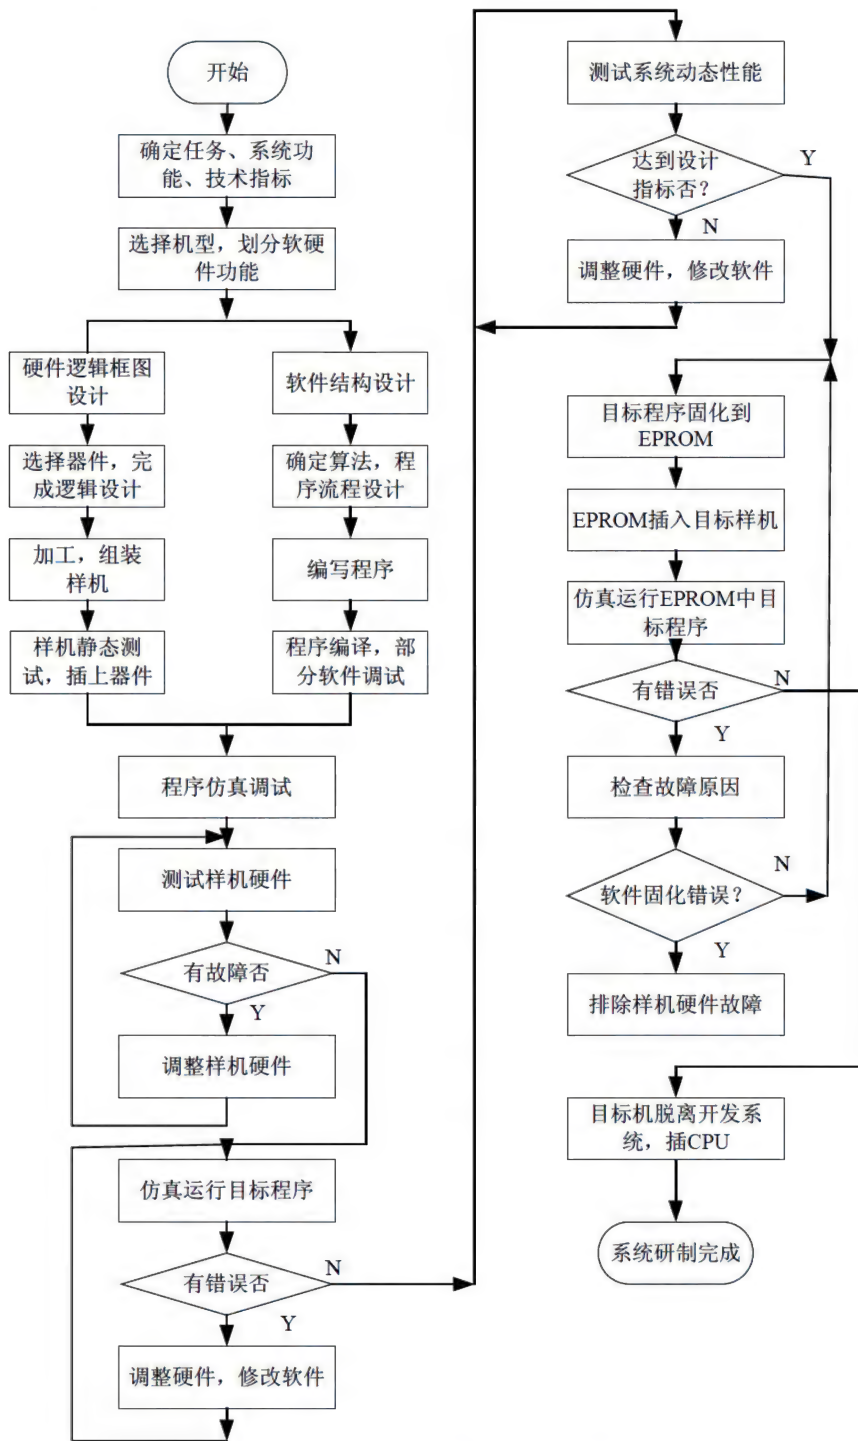 开始
确定任务、系统功
能、技术指标
选择机型，划分软硬
件功能
硬件逻辑框图
设计
选择器件，完
成逻辑设计
加工，组装
样机
样机静态测
试，插上器件
软件结构设计
确定算法，程
序流程设计
编写程序
程序编译，部
分软件调试
程序仿真调试
测试样机硬件
有故障否
N
Y
调整样机硬件
仿真运行目标程序
有错误否
N
Y
调整硬件，修改软件
测试系统动态性能
达到设计
指标否？
Y
N
调整硬件，修改软件
目标程序固化到
EPROM
EPROM插入目标样机
仿真运行EPROM中目
标程序
有错误否
N
Y
检查故障原因
软件固化错误？
N
Y
排除样机硬件故障
目标机脱离开发系
统，插CPU
系统研制完成